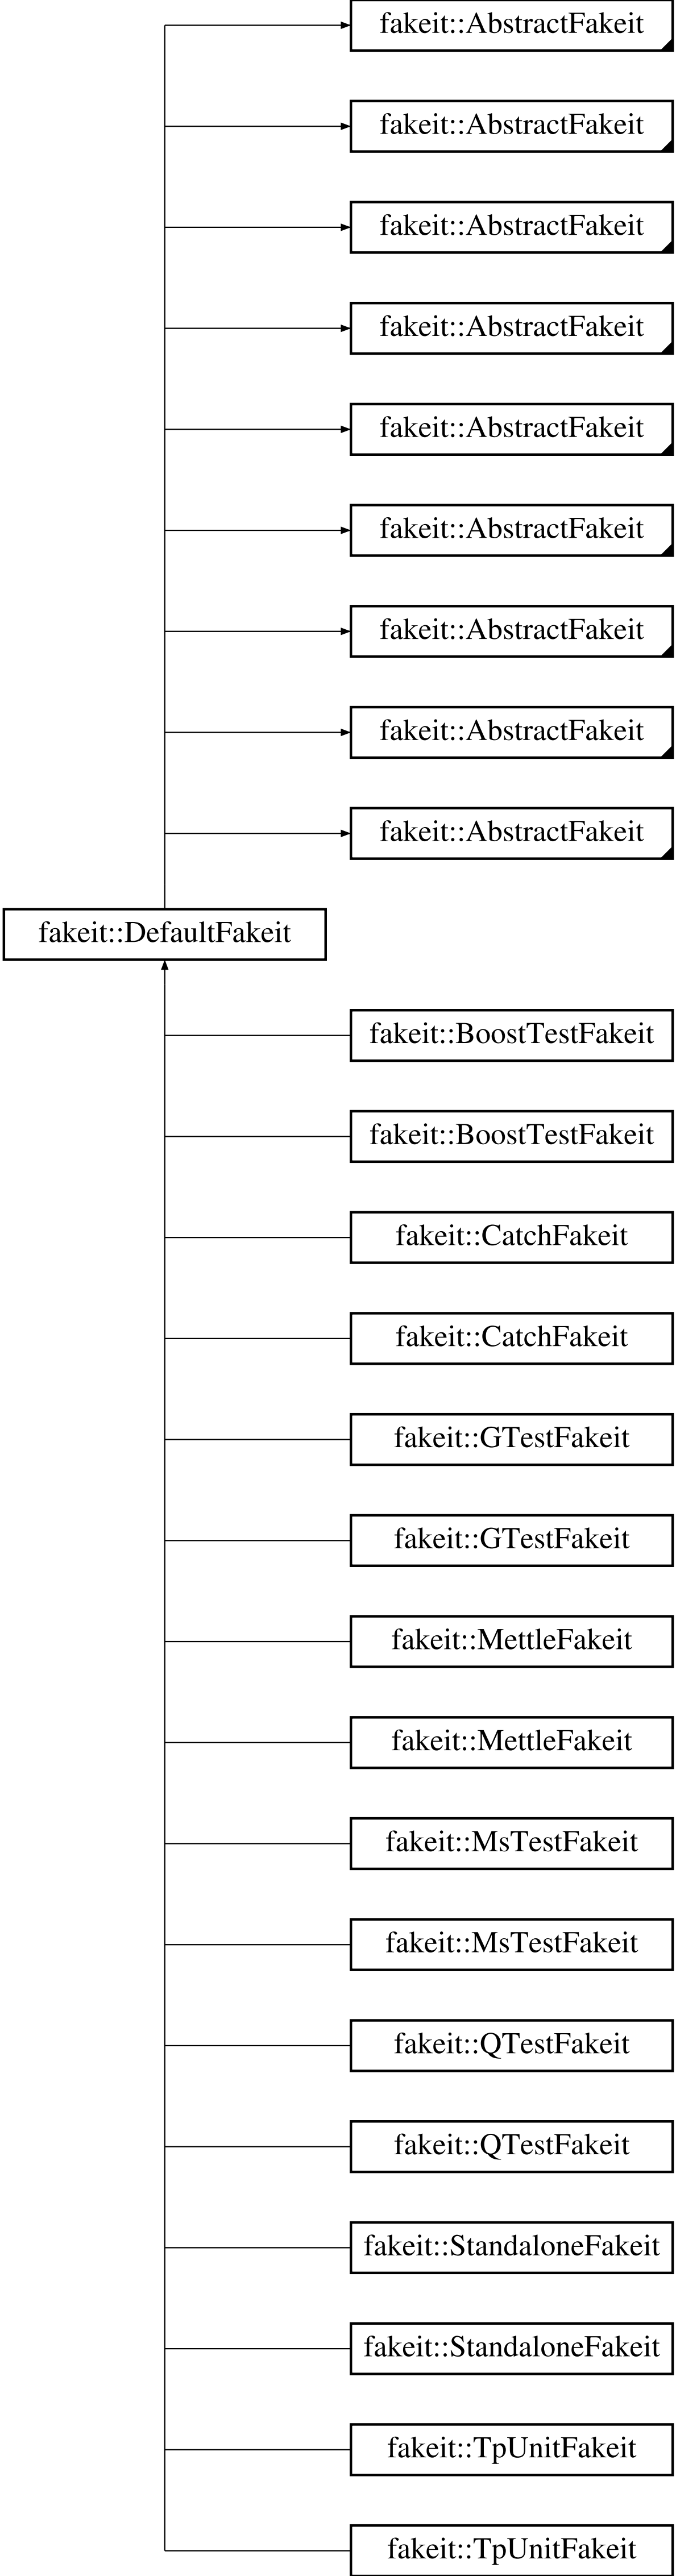 fakeit::AbstractFakeit
fakeit::AbstractFakeit
fakeit::AbstractFakeit
fakeit::AbstractFakeit
fakeit::AbstractFakeit
fakeit::AbstractFakeit
fakeit::AbstractFakeit
fakeit::AbstractFakeit
fakeit::AbstractFakeit
fakeit::DefaultFakeit
fakeit::BoostTestFakeit
fakeit::BoostTestFakeit
fakeit::CatchFakeit
fakeit::CatchFakeit
fakeit::GTestFakeit
fakeit::GTestFakeit
fakeit::MettleFakeit
fakeit::MettleFakeit
fakeit::MsTestFakeit
fakeit::MsTestFakeit
fakeit::QTestFakeit
fakeit::QTestFakeit
fakeit::StandaloneFakeit
fakeit::StandaloneFakeit
fakeit::TpUnitFakeit
fakeit::TpUnitFakeit